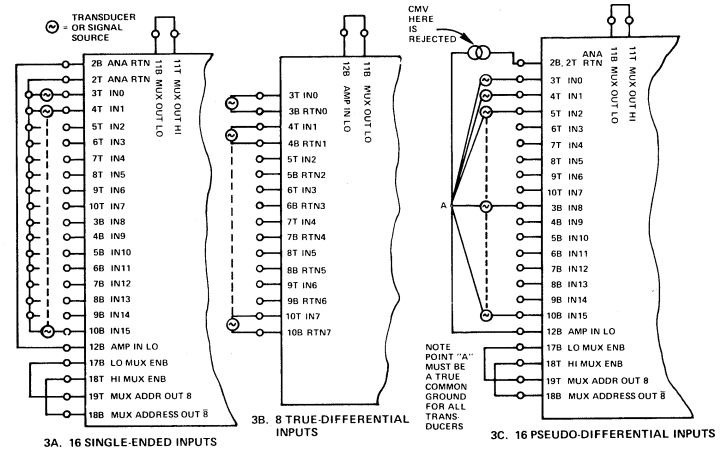 TRANSDUCER
OR SIGNAL
SOURCE
2B ANA RTN
2T ANA RTN
3T IN0
4T IN1
5T IN2
6T IN3
7T IN4
8T IN5
9T IN6
10T IN7
3B IN8
4B IN9
5B IN10
6B IN11
7B IN12
8B IN13
9B IN14
10B IN15
12B AMP IN LO
17B LO MUX ENB
18T HI MUX ENB
19T MUX ADDR OUT 8
18B MUX ADDRESS OUT 8̅
11B MUX OUT LO
11T MUX OUT HI
3A. 16 SINGLE-ENDED INPUTS
12B AMP IN LO
11B MUX OUT LO
3T IN0
3B RTN0
4T IN1
4B RTN1
5T IN2
5B RTN2
6T IN3
6B RTN3
7T IN4
7B RTN4
8T IN5
8B RTN5
9T IN6
9B RTN6
10T IN7
10B RTN7
3B. 8 TRUE-DIFFERENTIAL
INPUTS
CMV
HERE
IS
REJECTED
ANA
2B, 2T RTN
3T IN0
4T IN1
5T IN2
6T IN3
7T IN4
8T IN5
9T IN6
10T IN7
3B IN8
4B IN9
5B IN10
6B IN11
7B IN12
8B IN13
9B IN14
10B IN15
12B AMP IN LO
17B LO MUX ENB
18T HI MUX ENB
19T MUX ADDR OUT 8
18B MUX ADDRESS OUT 8̅
11B MUX OUT LO
11T MUX OUT HI
A
NOTE
POINT "A"
MUST BE
A TRUE
COMMON
GROUND
FOR ALL
TRANS-
DUCERS
3C. 16 PSEUDO-DIFFERENTIAL INPUTS